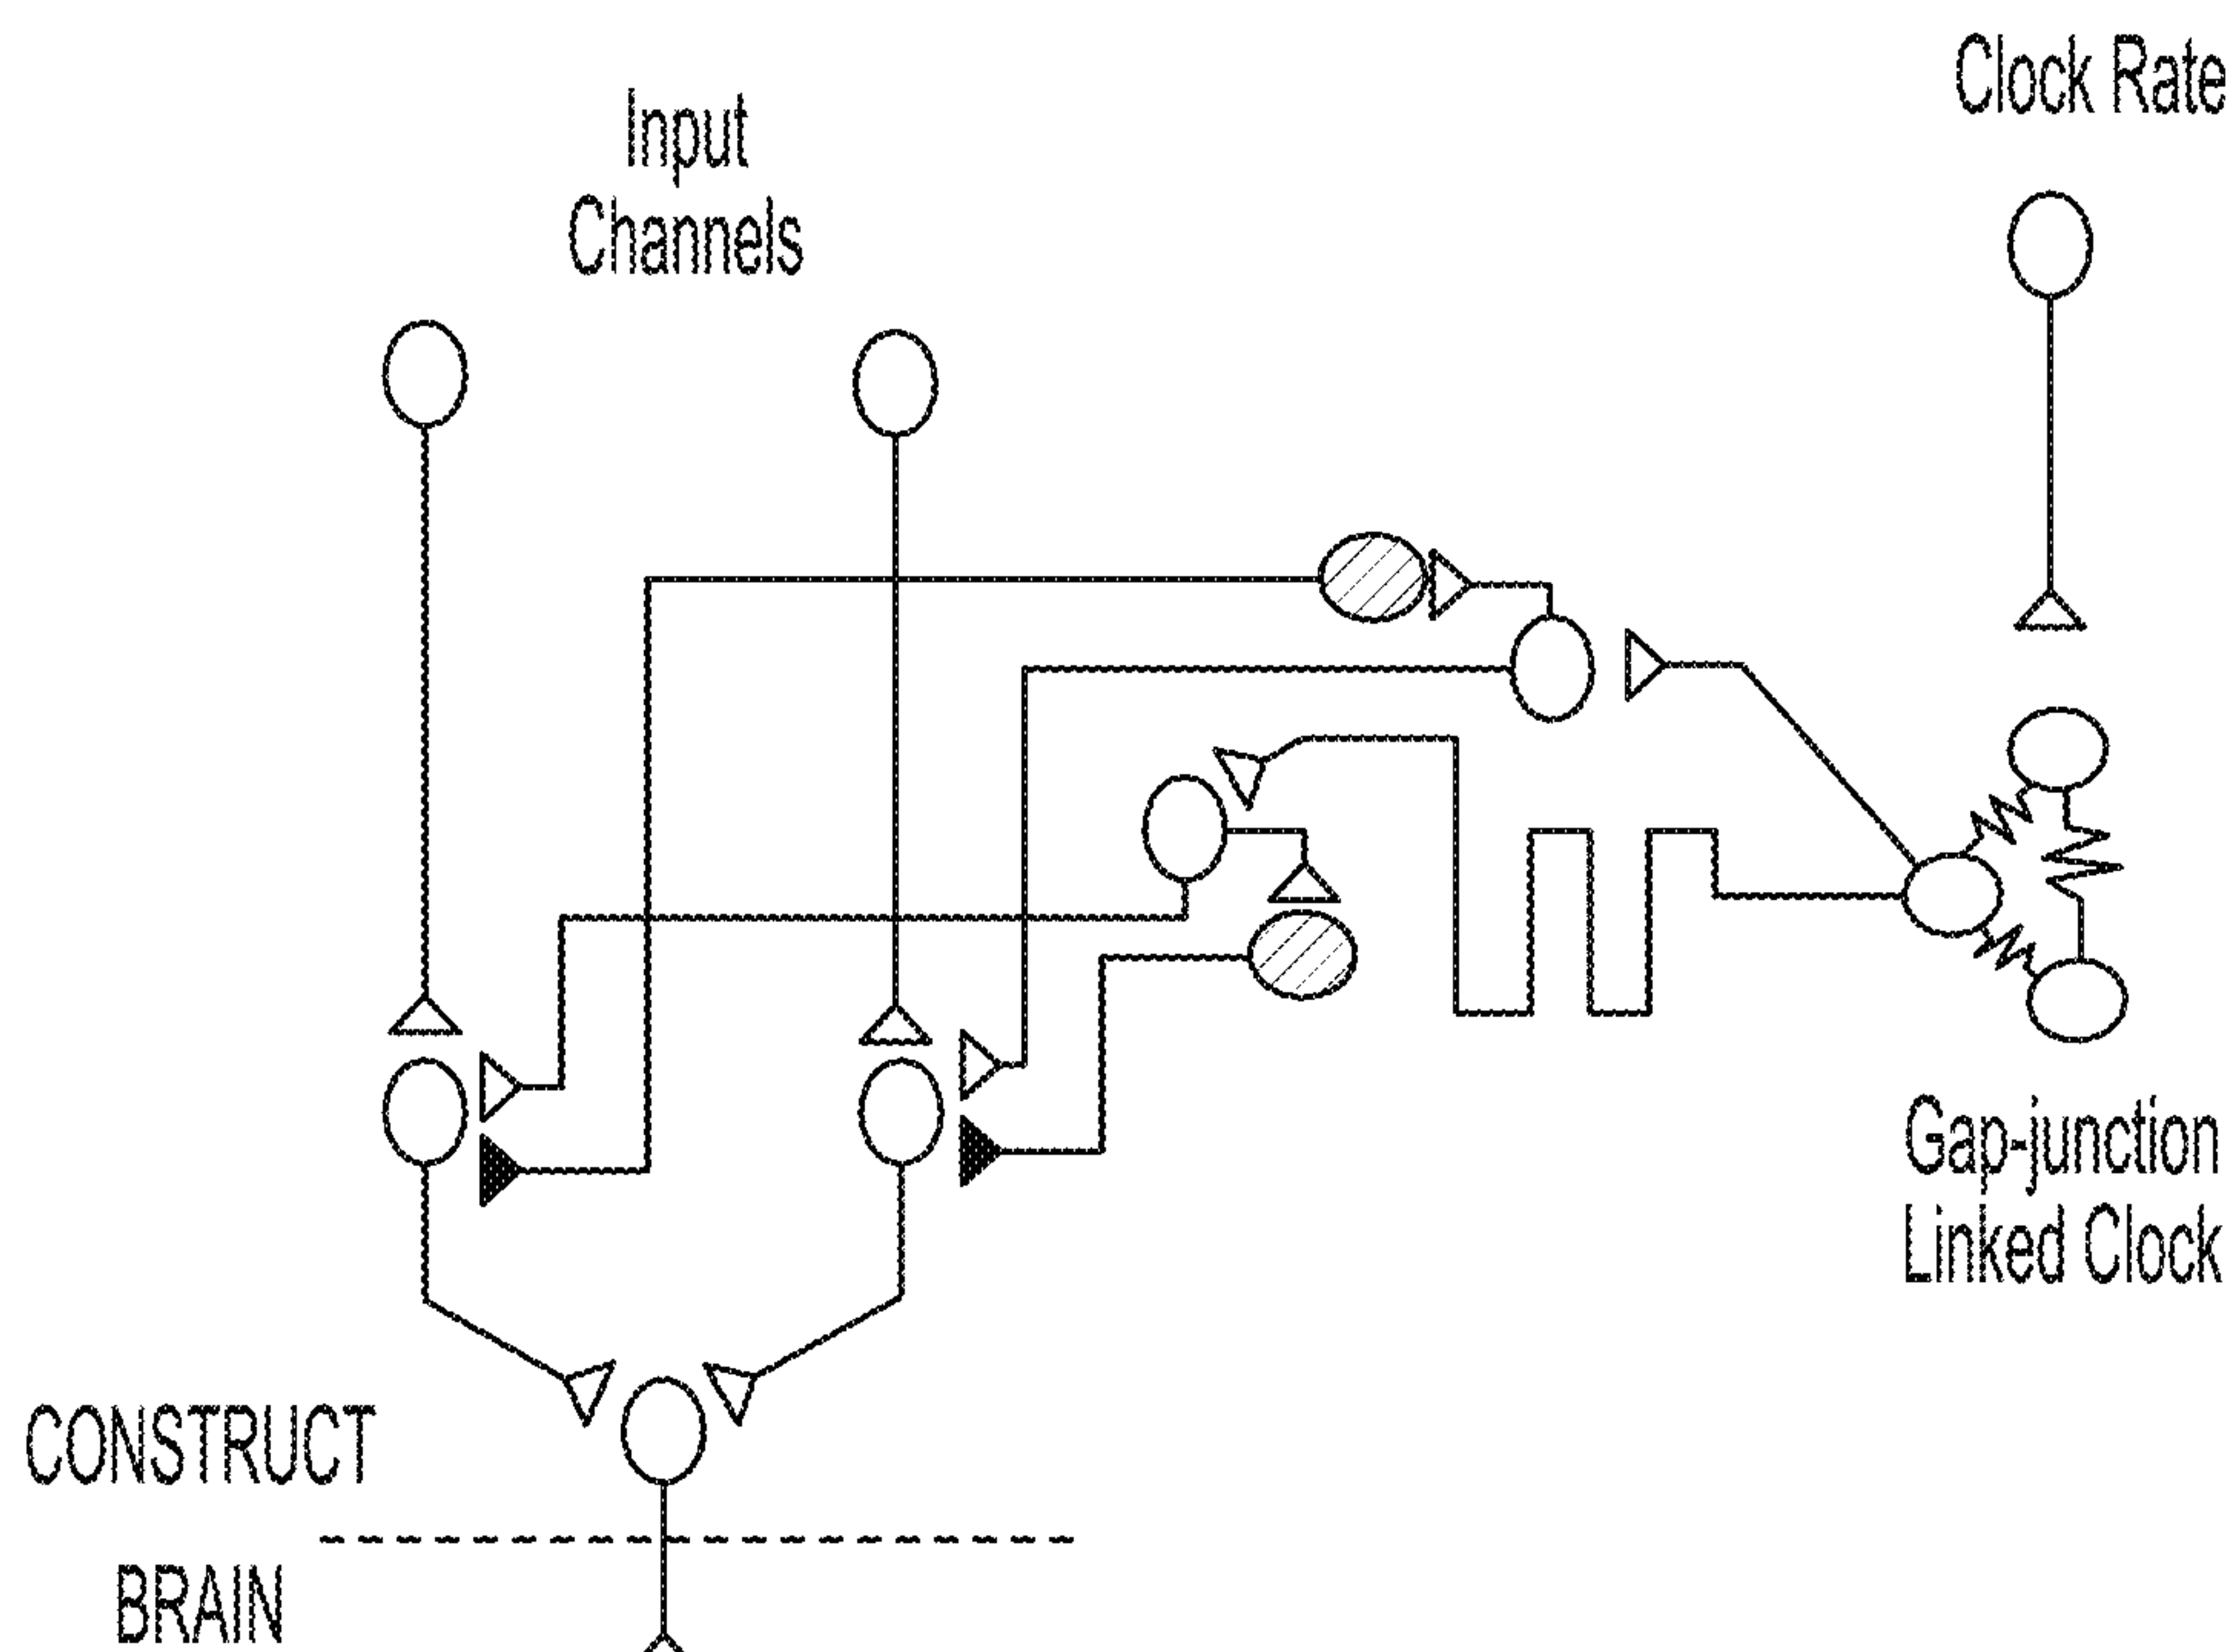 Clock Rate
Input
Channels
Gap-junction
Linked Clock
CONSTRUCT
BRAIN